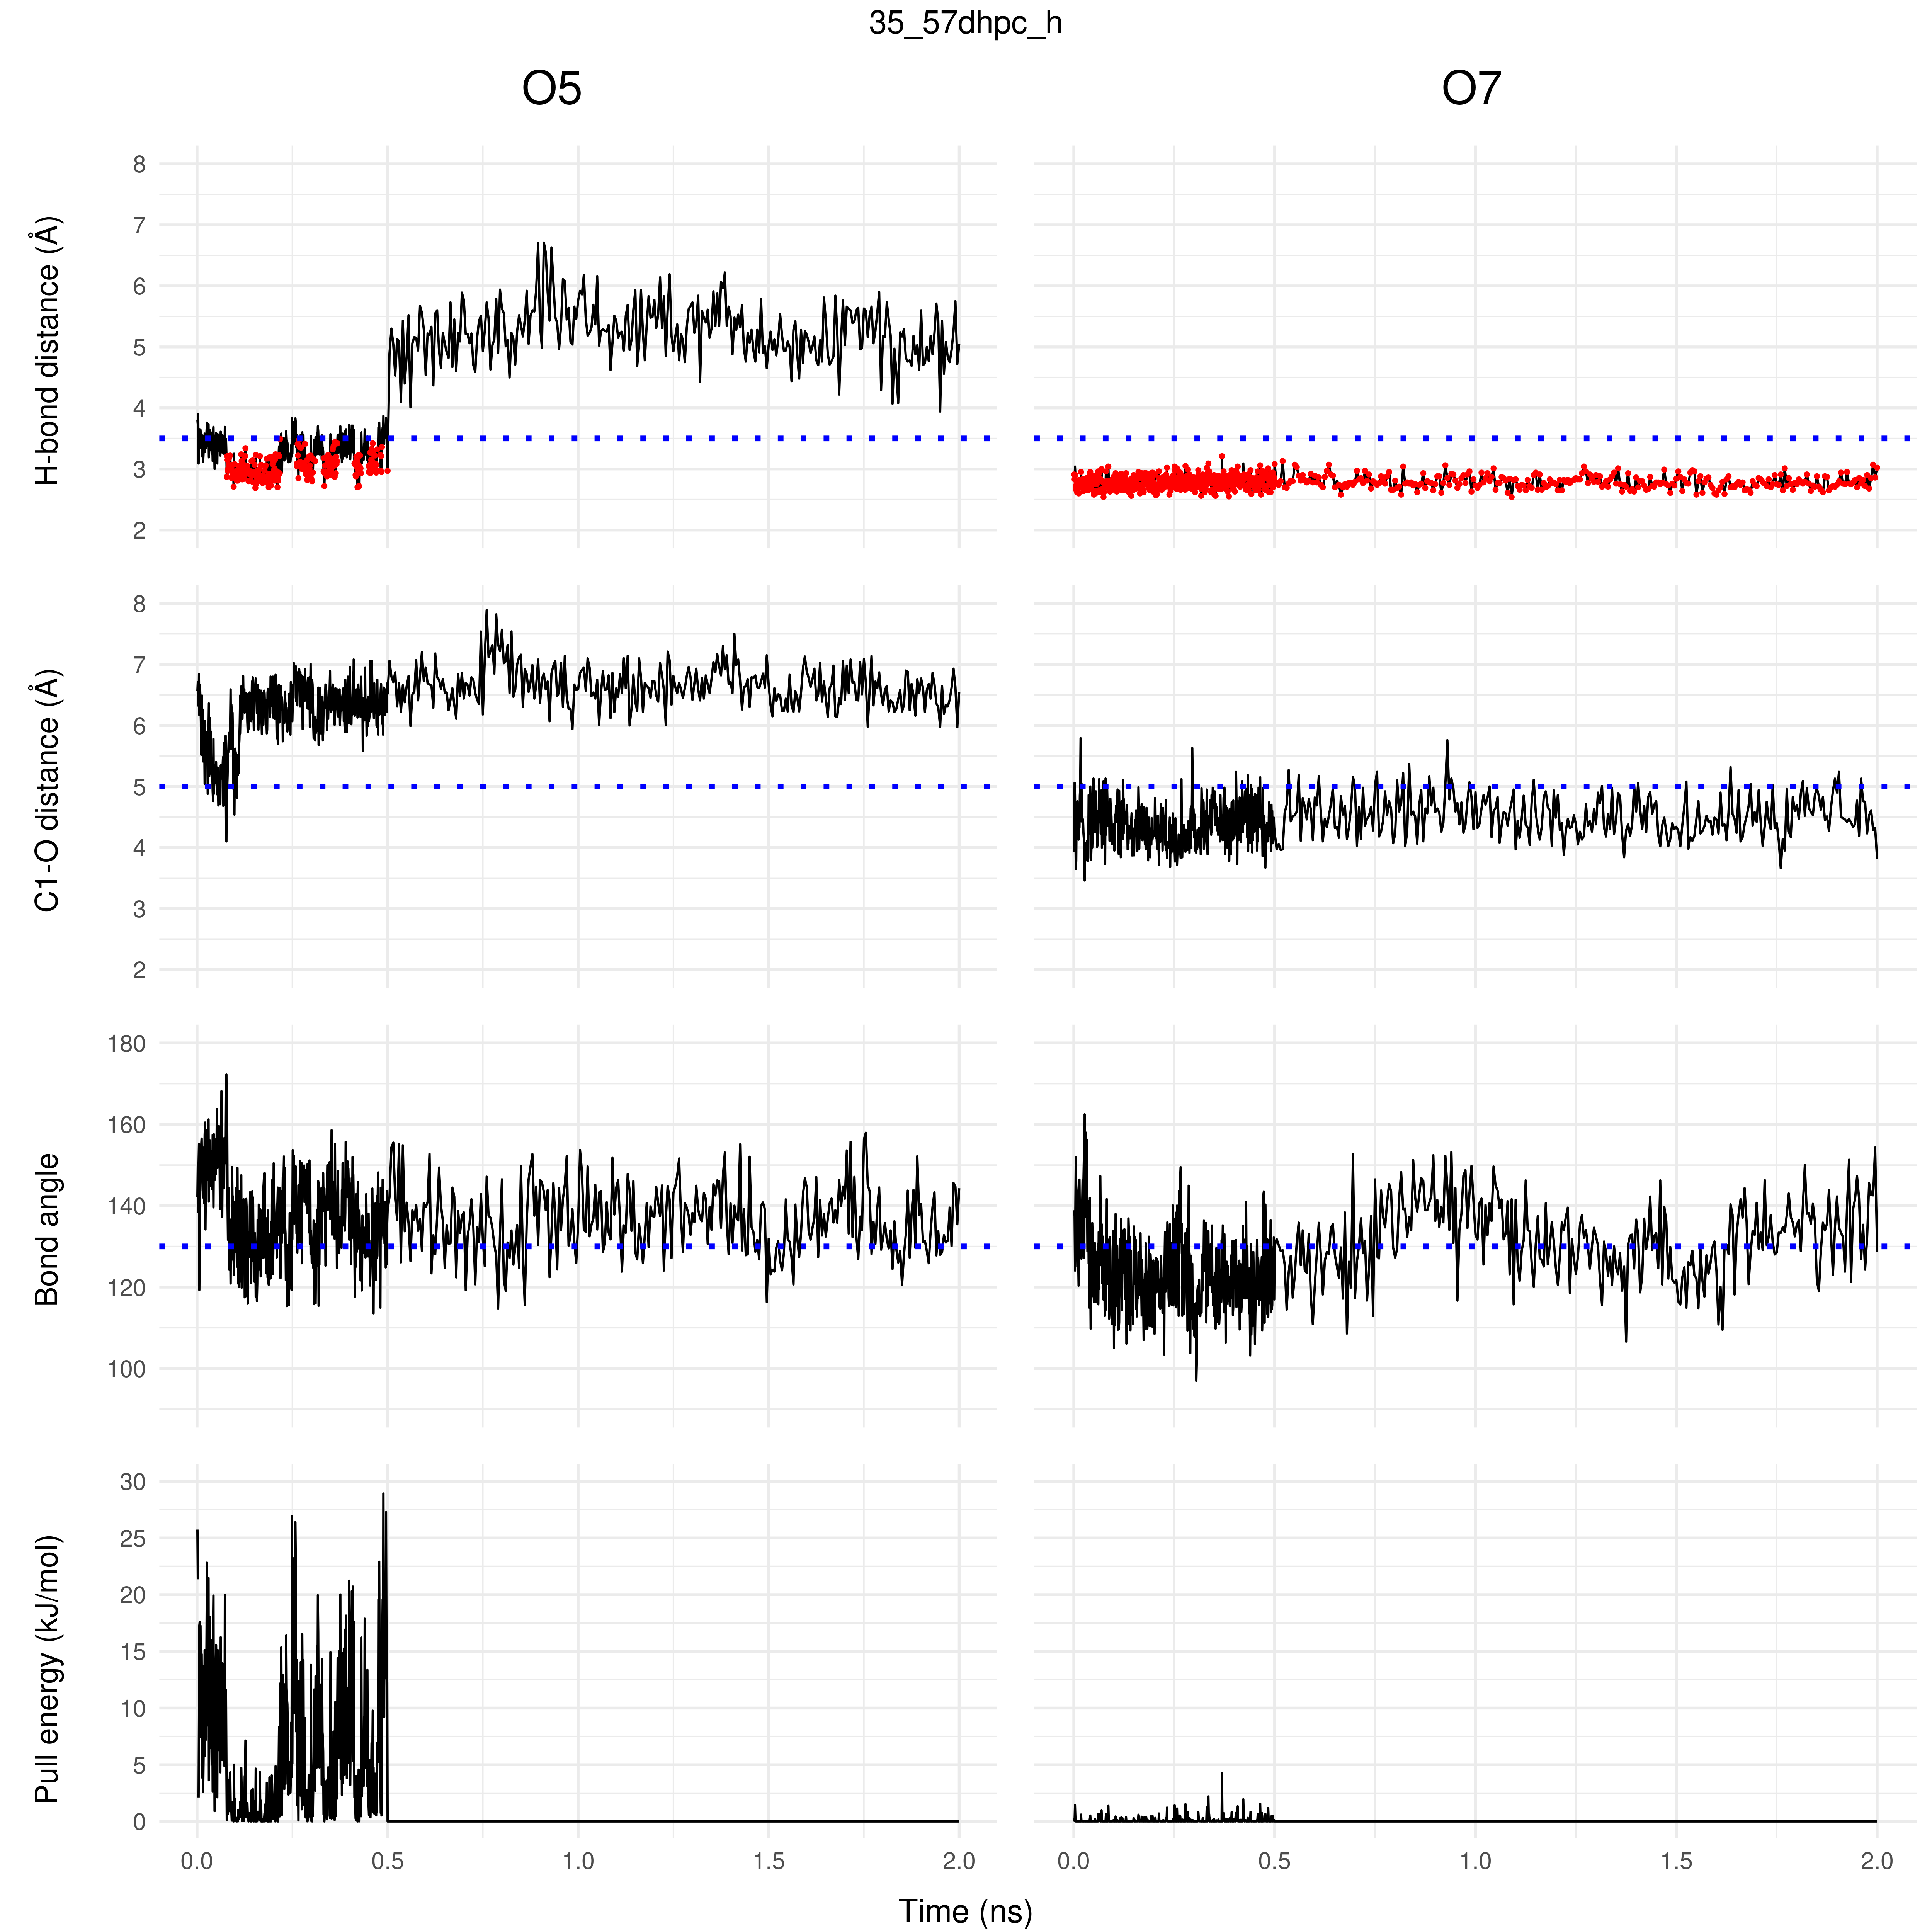 35_57dhpc_h
O5
O7
H-bond distance (Å)
8
7
6
5
4
3
2
C1-O distance (Å)
8
7
6
5
4
3
2
Bond angle
180
160
140
120
100
Pull energy (kJ/mol)
30
25
20
15
10
5
0
0.0 0.5 1.0 1.5 2.0
0.0 0.5 1.0 1.5 2.0
Time (ns)